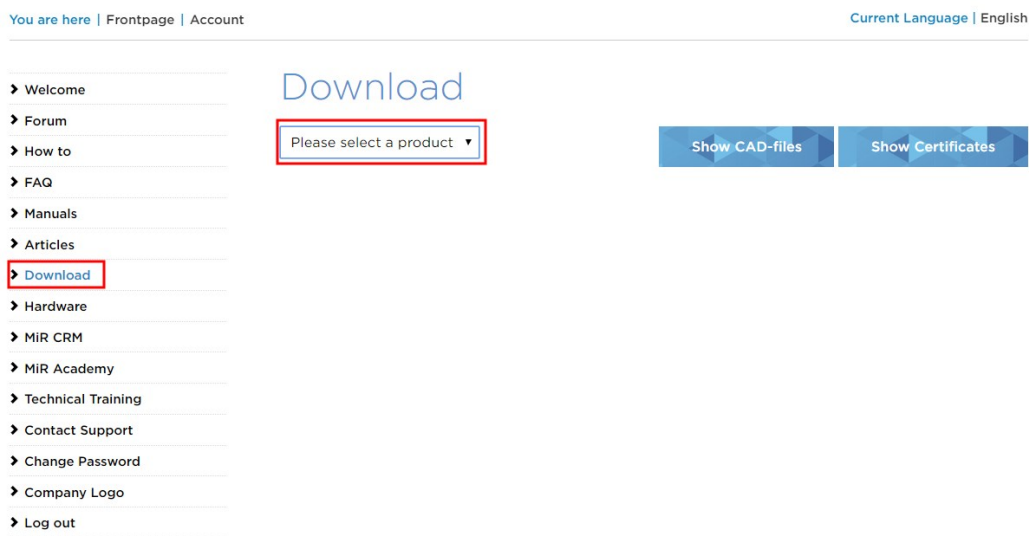 You are here | Frontpage | Account
Current Language | English
Welcome
Forum
How to
FAQ
Manuals
Articles
Download
Hardware
MiR CRM
MiR Academy
Technical Training
Contact Support
Change Password
Company Logo
Log out
Download
Please select a product
Show CAD-files
Show Certificates